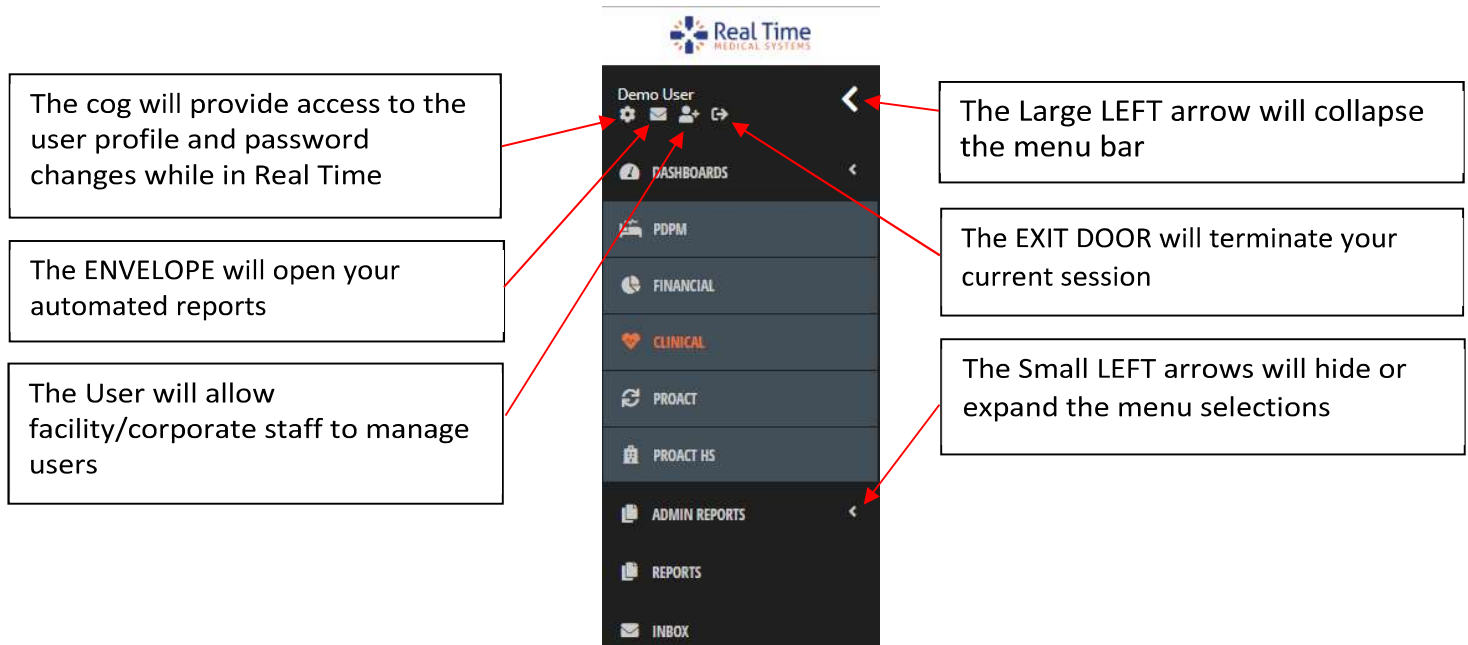 Real Time
MEDICAL SYSTEMS
The cog will provide access to the
user profile and password
changes while in Real Time
The ENVELOPE will open your
automated reports
The User will allow
facility/corporate staff to manage
users
Demo User
DASHBOARDS
PDPM
FINANCIAL
CLINICAL
PROACT
PROACT HS
ADMIN REPORTS
REPORTS
INBOX
The Large LEFT arrow will collapse
the menu bar
The EXIT DOOR will terminate your
current session
The Small LEFT arrows will hide or
expand the menu selections